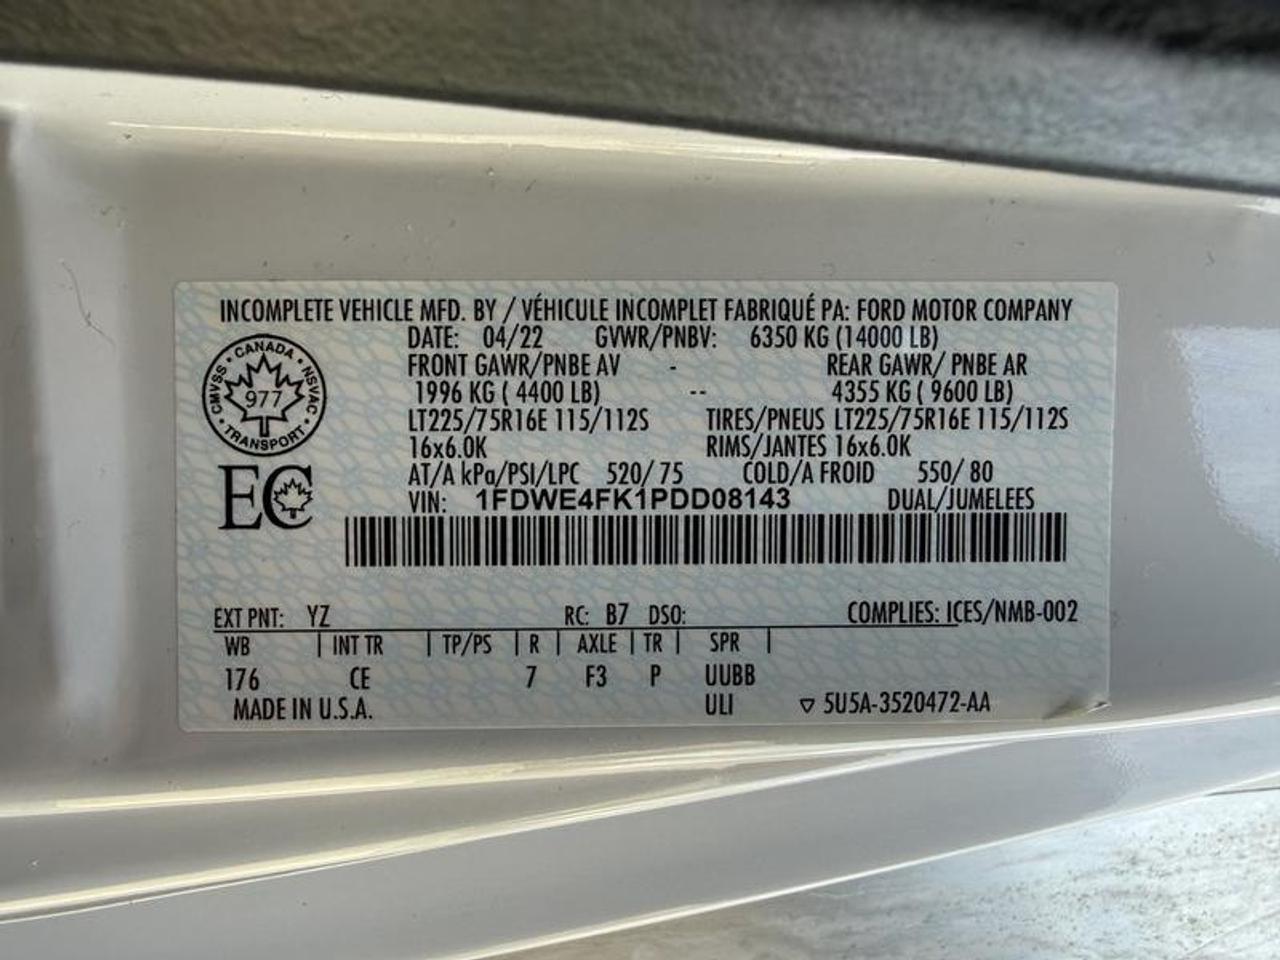 INCOMPLETE VEHICLE MFD. BY / VÉHICULE INCOMPLET FABRIQUÉ PA: FORD MOTOR COMPANY
DATE: 04/22 GVWR/PNBV: 6350 KG (14000 LB)
FRONT GAWR/PNBE AV - REAR GAWR/ PNBE AR
1996 KG ( 4400 LB) -- 4355 KG ( 9600 LB)
LT225/75R16E 115/112S TIRES/PNEUS LT225/75R16E 115/112S
16x6.0K RIMS/JANTES 16x6.0K
AT/A kPa/PSI/LPC 520/ 75 COLD/A FROID 550/ 80
VIN: 1FDWE4FK1PDD08143 DUAL/JUMELEES
CMVSS • CANADA • NSVAC • TRANSPORT •
977
EC
EXT PNT: YZ RC: B7 DSO: COMPLIES: ICES/NMB-002
WB | INT TR | TP/PS | R | AXLE | TR | SPR |
176 CE 7 F3 P UUBB
MADE IN U.S.A. ULI ▽ 5U5A-3520472-AA